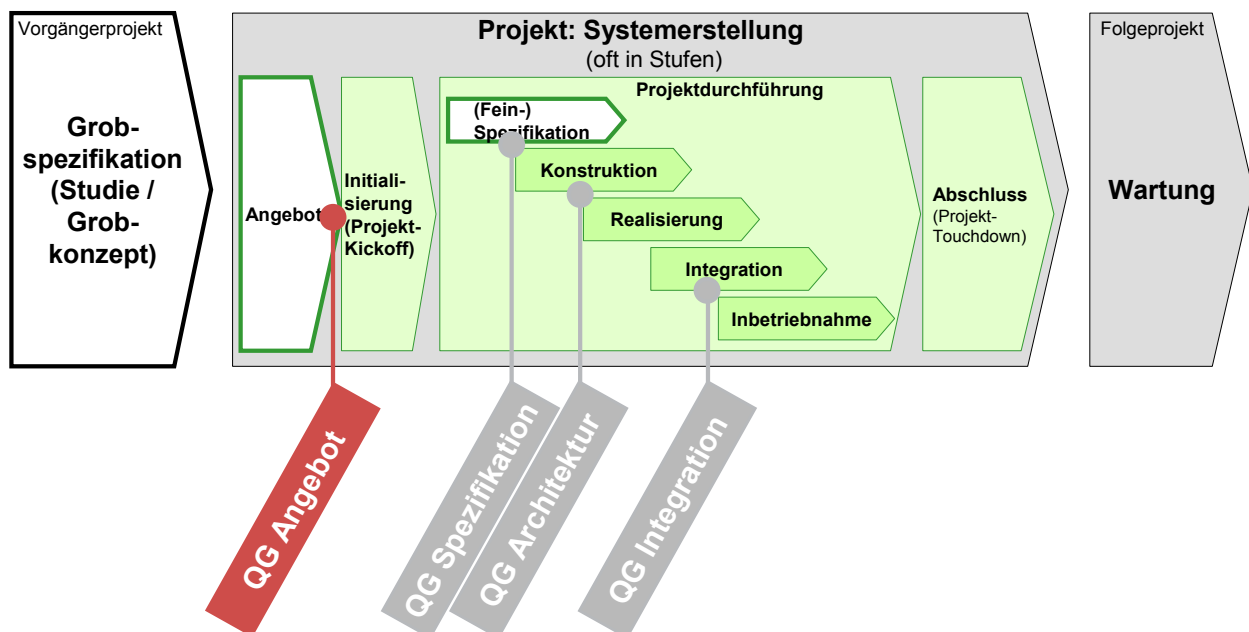 Vorgängerprojekt
Grob-
spezifikation
(Studie /
Grob-
konzept)
Projekt: Systemerstellung
(oft in Stufen)
Angebot
Initiali-
sierung
(Projekt-
Kickoff)
Projektdurchführung
(Fein-)
Spezifikation
Konstruktion
Realisierung
Integration
Inbetriebnahme
Abschluss
(Projekt-
Touchdown)
Folgeprojekt
Wartung
QG Angebot
QG Spezifikation
QG Architektur
QG Integration